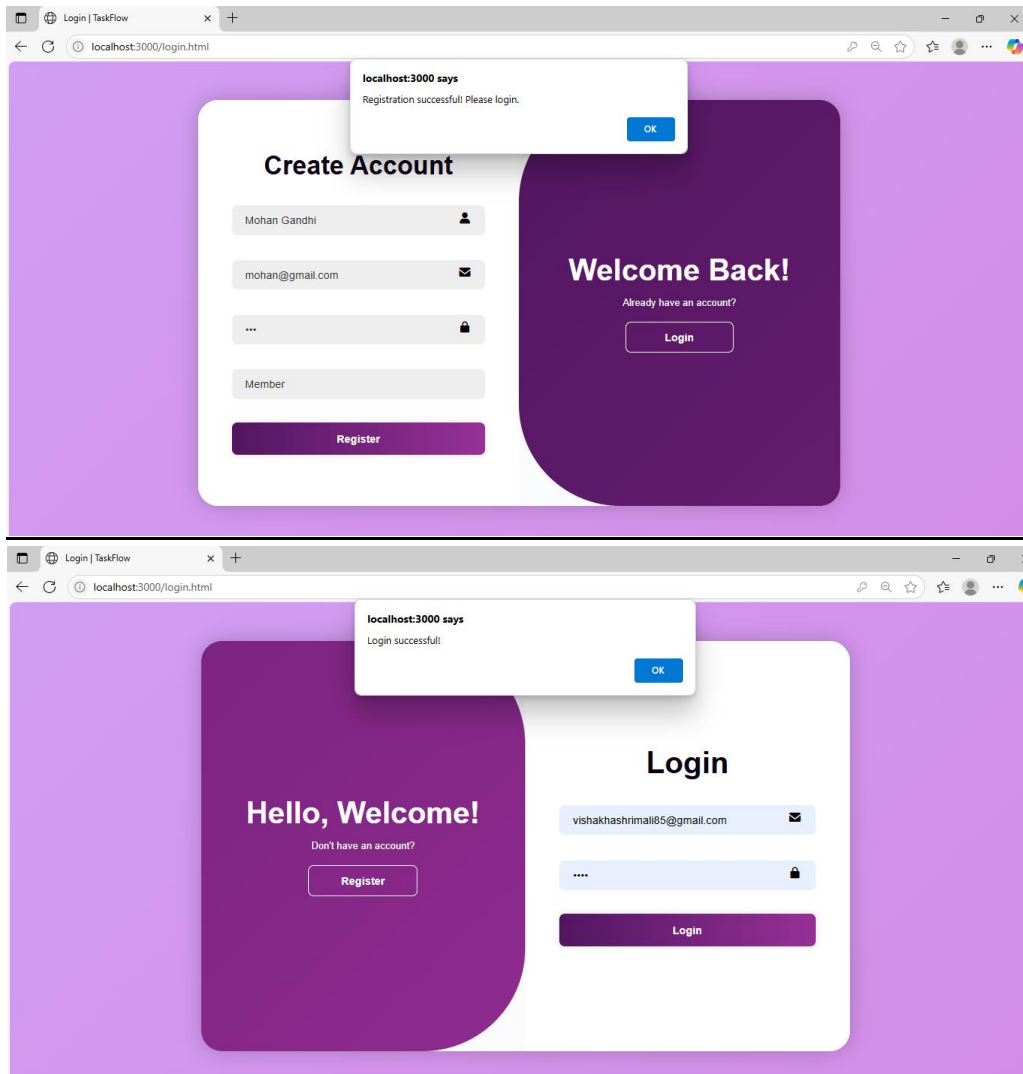 Login | TaskFlow
localhost:3000/login.html
localhost:3000 says
Registration successful! Please login.
OK
Create Account
Mohan Gandhi
mohan@gmail.com
•••
Member
Register
Welcome Back!
Already have an account?
Login
Login | TaskFlow
localhost:3000/login.html
localhost:3000 says
Login successful!
OK
Hello, Welcome!
Don't have an account?
Register
Login
vishakhashrimali85@gmail.com
••••
Login